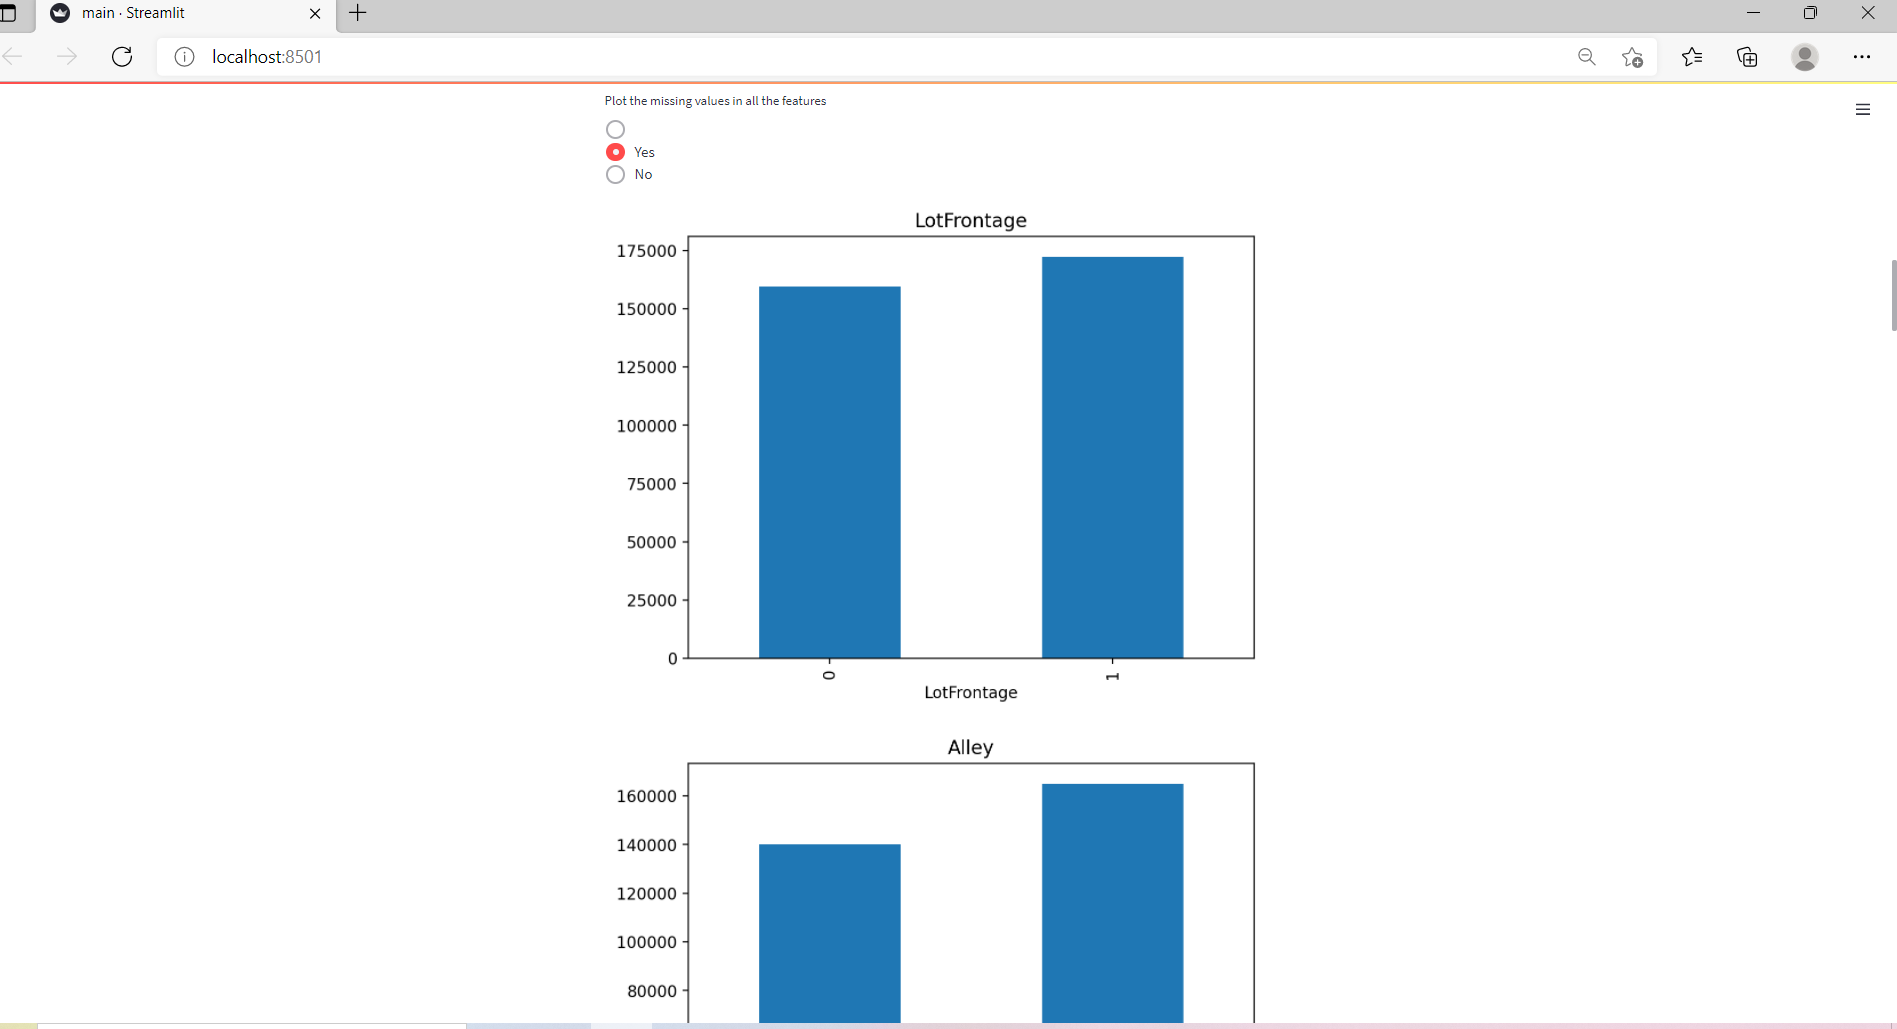 main · Streamlit
localhost:8501
Plot the missing values in all the features
Yes
No
LotFrontage
175000
150000
125000
100000
75000
50000
25000
0
0
1
LotFrontage
Alley
160000
140000
120000
100000
80000